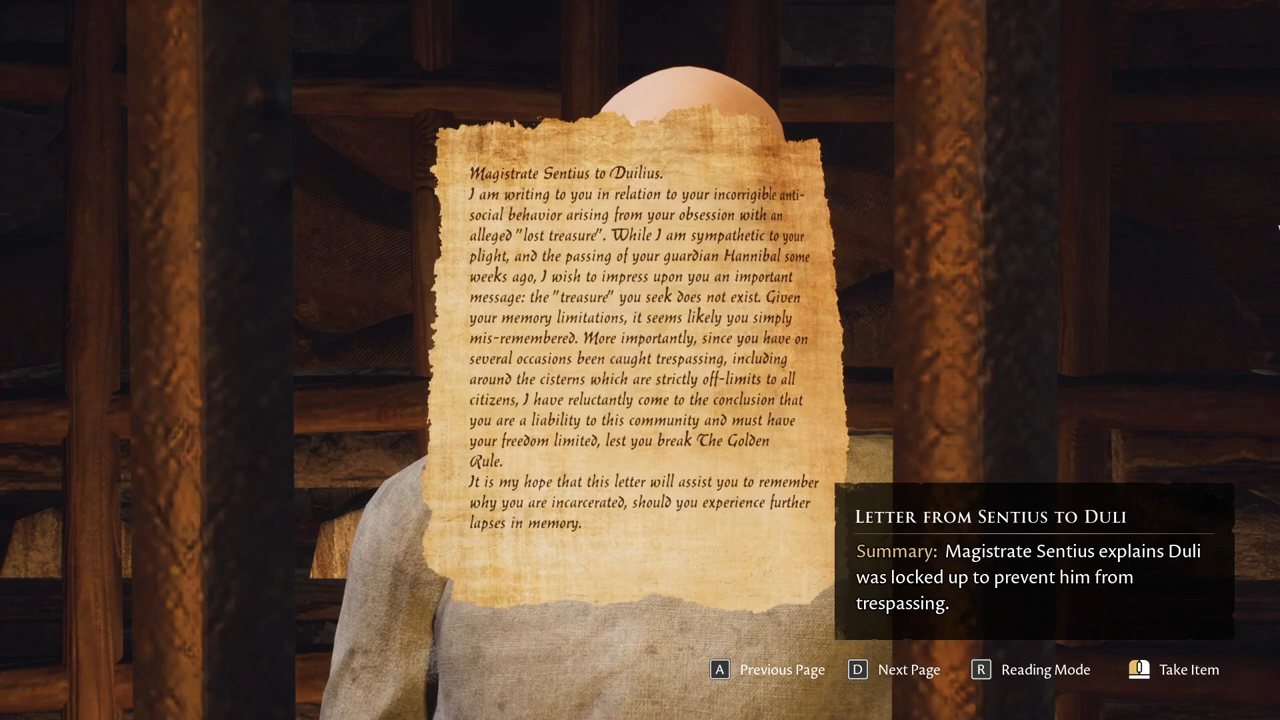 Magistrate Sentius to Duilius.
I am writing to you in relation to your incorrigible anti-
social behavior arising from your obsession with an
alleged "lost treasure". While I am sympathetic to your
plight, and the passing of your guardian Hannibal some
weeks ago, I wish to impress upon you an important
message: the "treasure" you seek does not exist. Given
your memory limitations, it seems likely you simply
mis-remembered. More importantly, since you have on
several occasions been caught trespassing, including
around the cisterns which are strictly off-limits to all
citizens, I have reluctantly come to the conclusion that
you are a liability to this community and must have
your freedom limited, lest you break The Golden
Rule.
It is my hope that this letter will assist you to remember
why you are incarcerated, should you experience further
lapses in memory.
Letter from Sentius to Duli
Summary: Magistrate Sentius explains Duli
was locked up to prevent him from
trespassing.
A Previous Page D Next Page R Reading Mode Take Item